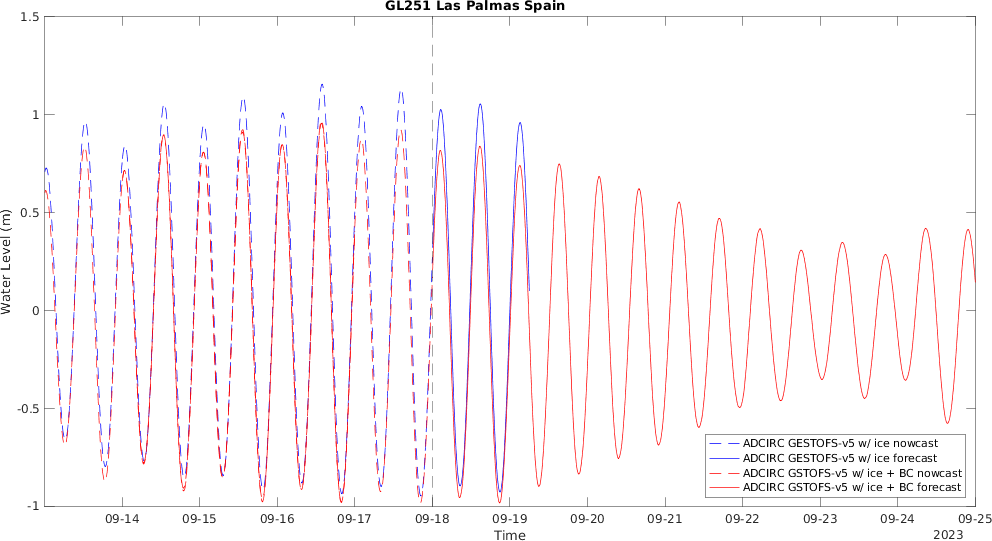 GL251 Las Palmas Spain
1.5
1
0.5
0
-0.5
-1
Water Level (m)
09-14 09-15 09-16 09-17 09-18 09-19 09-20 09-21 09-22 09-23 09-24 09-25
Time
2023
ADCIRC GESTOFS-v5 w/ ice nowcast
ADCIRC GESTOFS-v5 w/ ice forecast
ADCIRC GSTOFS-v5 w/ ice + BC nowcast
ADCIRC GSTOFS-v5 w/ ice + BC forecast